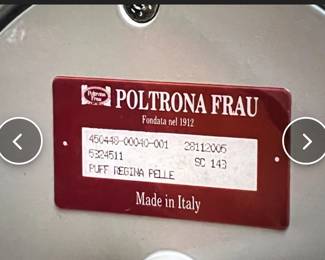 Poltrona Frau
POLTRONA FRAU
Fondata nel 1912
450448-00040-001 28112005
5324511 SC 143
PUFF REGINA PELLE
Made in Italy